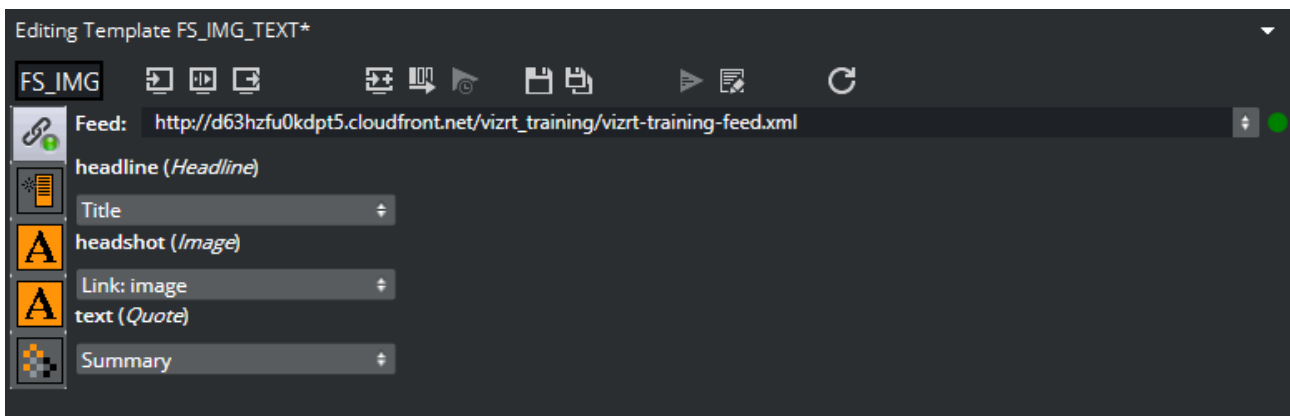 Editing Template FS_IMG_TEXT*
FS_IMG
Feed: http://d63hzfu0kdpt5.cloudfront.net/vizrt_training/vizrt-training-feed.xml
headline (Headline)
Title
headshot (Image)
Link: image
A
text (Quote)
A
Summary